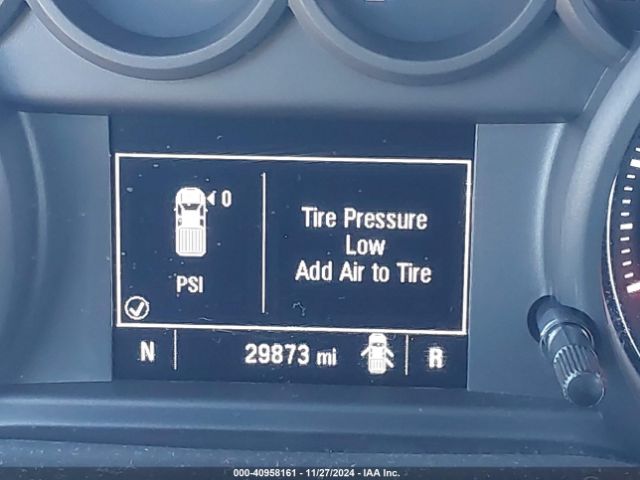 0
Tire Pressure
Low
Add Air to Tire
PSI
N 29873 mi R
000-40958161 - 11/27/2024 - IAA Inc.